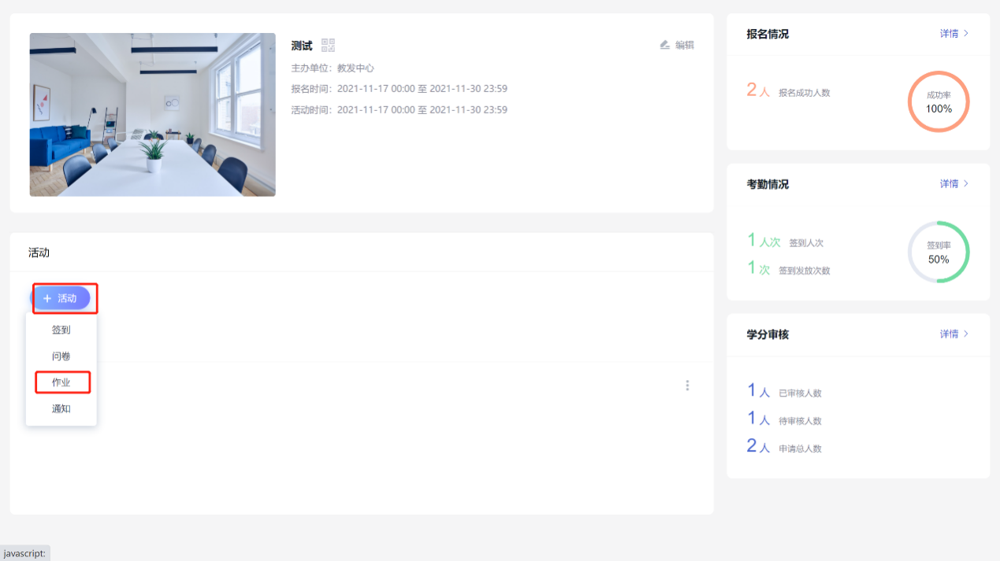 测试
编辑
主办单位：教发中心
报名时间：2021-11-17 00:00 至 2021-11-30 23:59
活动时间：2021-11-17 00:00 至 2021-11-30 23:59
活动
+ 活动
签到
问卷
作业
通知
报名情况
详情 >
2 人 报名成功人数
成功率
100%
考勤情况
详情 >
1 人次 签到人次
1 次 签到发放次数
签到率
50%
学分审核
详情 >
1 人 已审核人数
1 人 待审核人数
2 人 申请总人数
javascript: